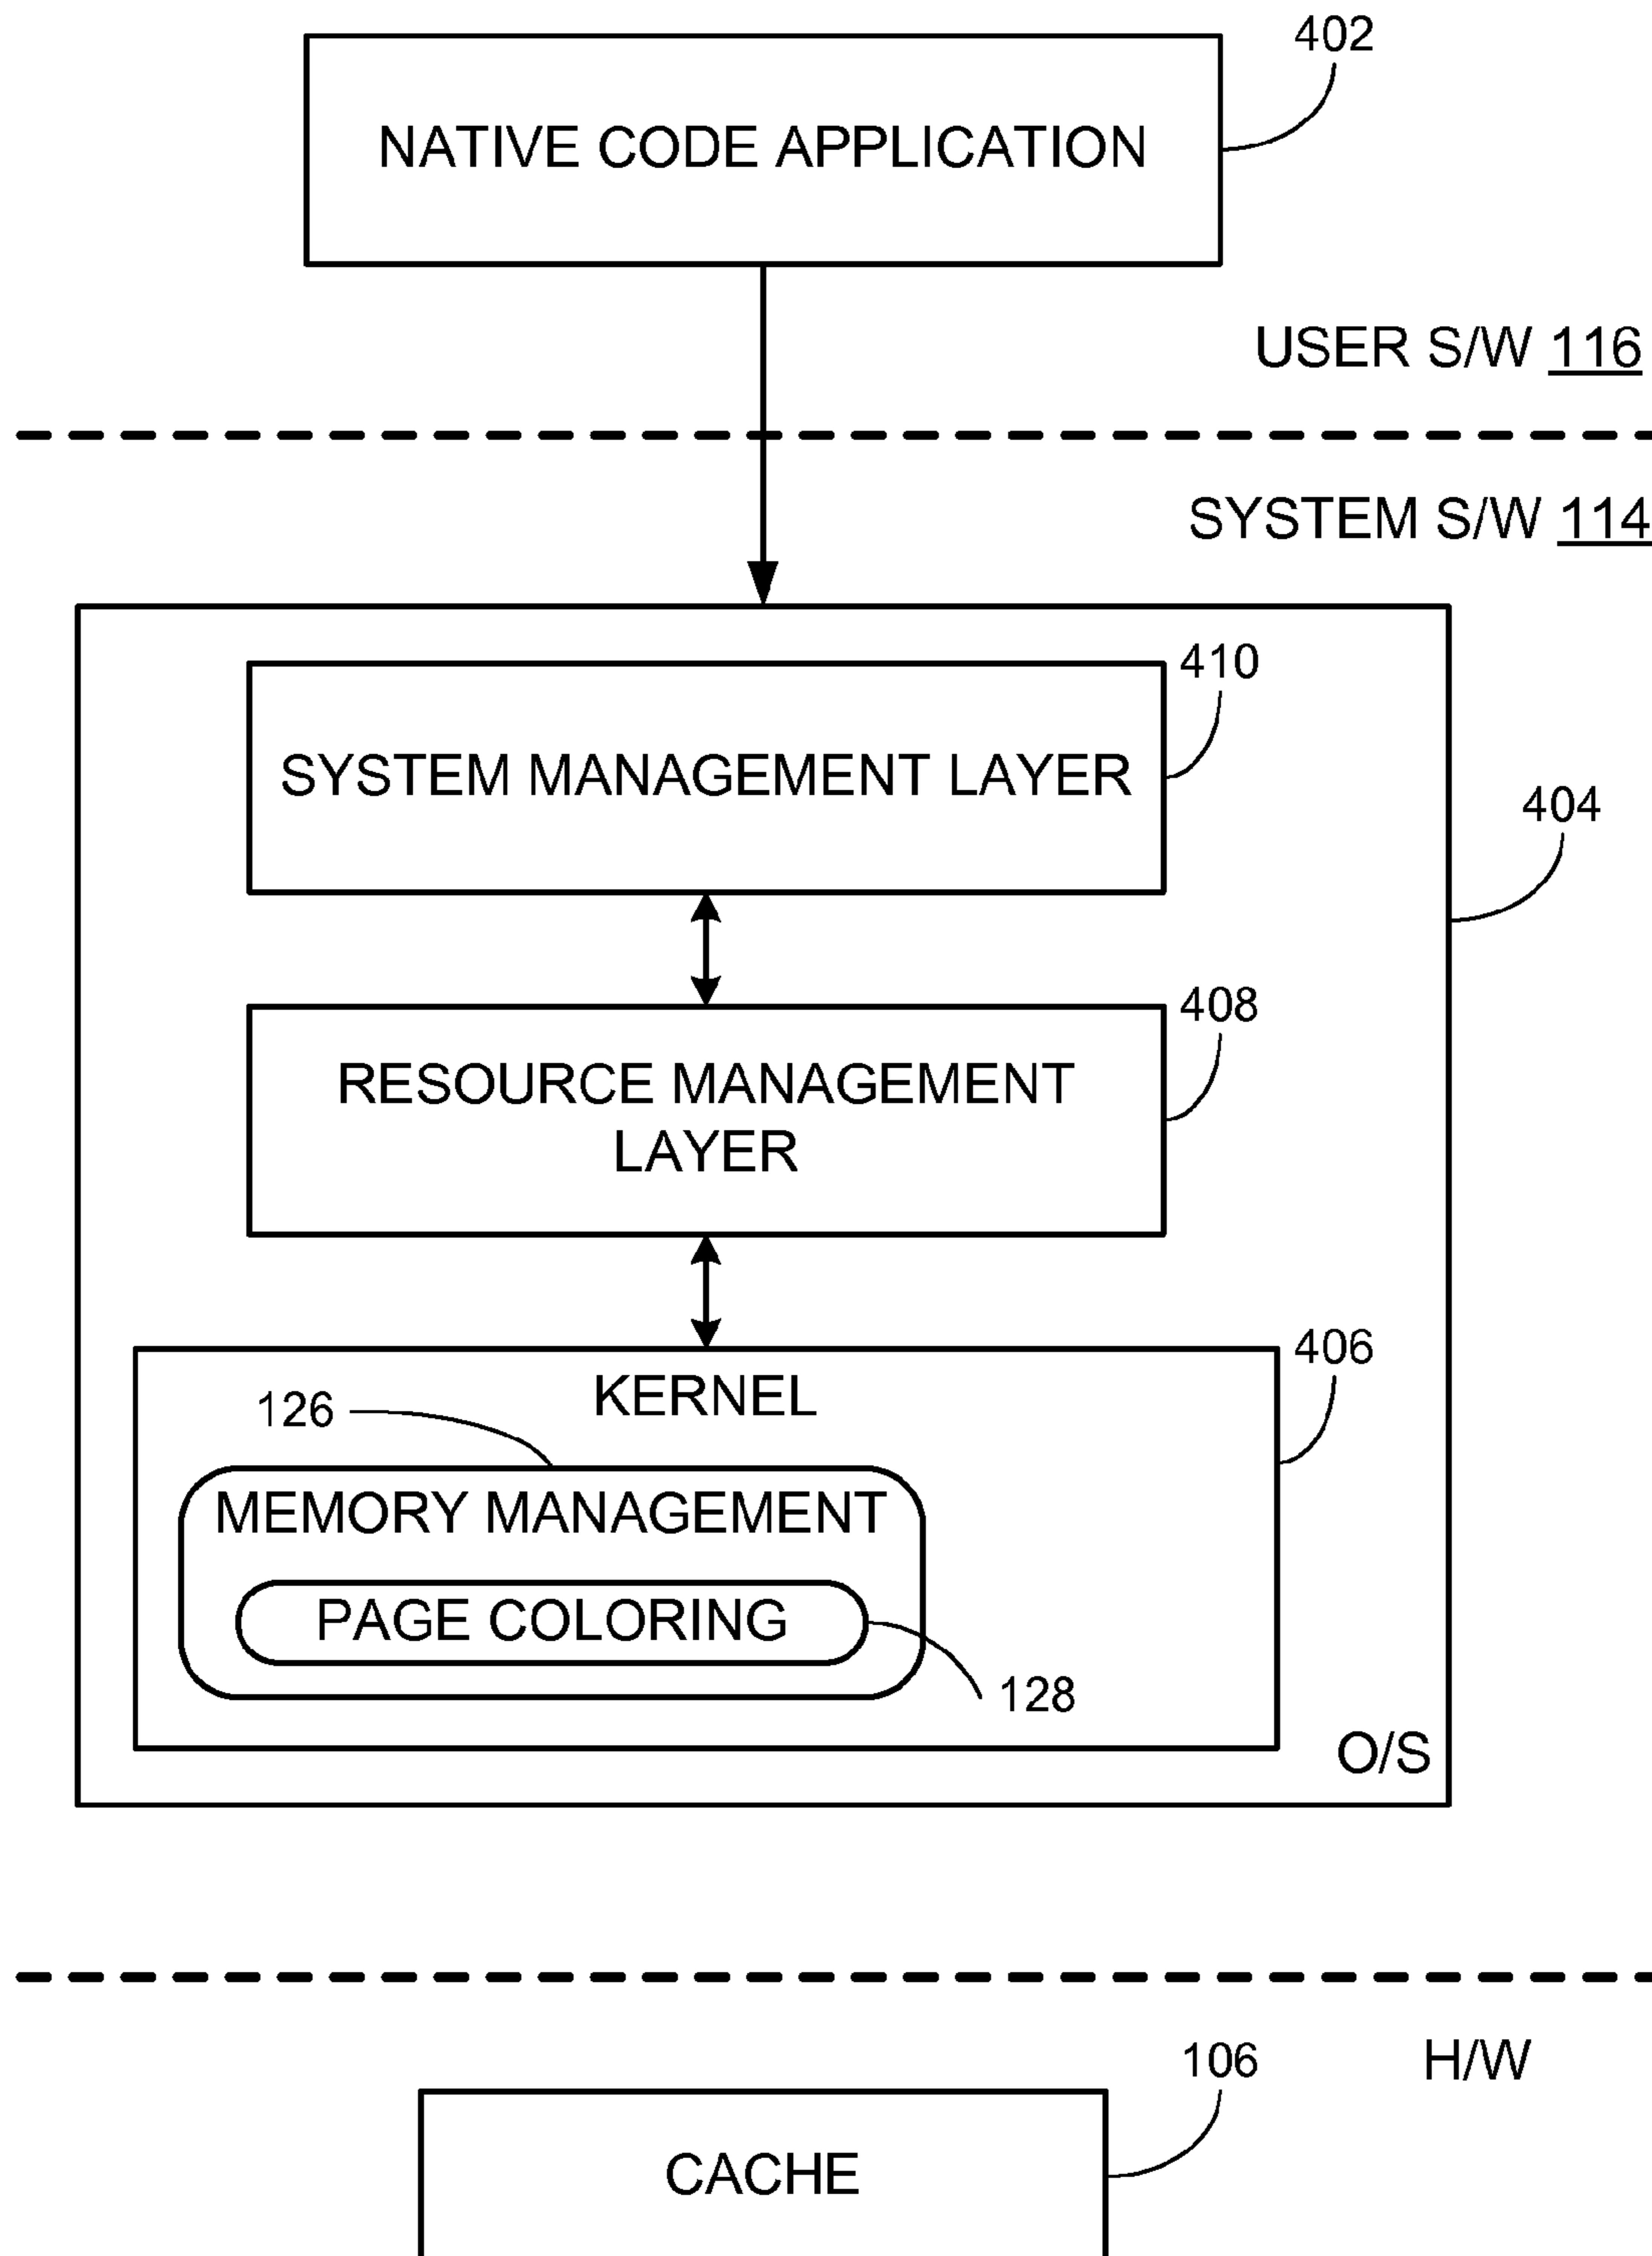 402
NATIVE CODE APPLICATION
USER S/W 116
SYSTEM S/W 114
410
SYSTEM MANAGEMENT LAYER
404
408
RESOURCE MANAGEMENT
LAYER
406
KERNEL
126
MEMORY MANAGEMENT
PAGE COLORING
128
O/S
106
H/W
CACHE